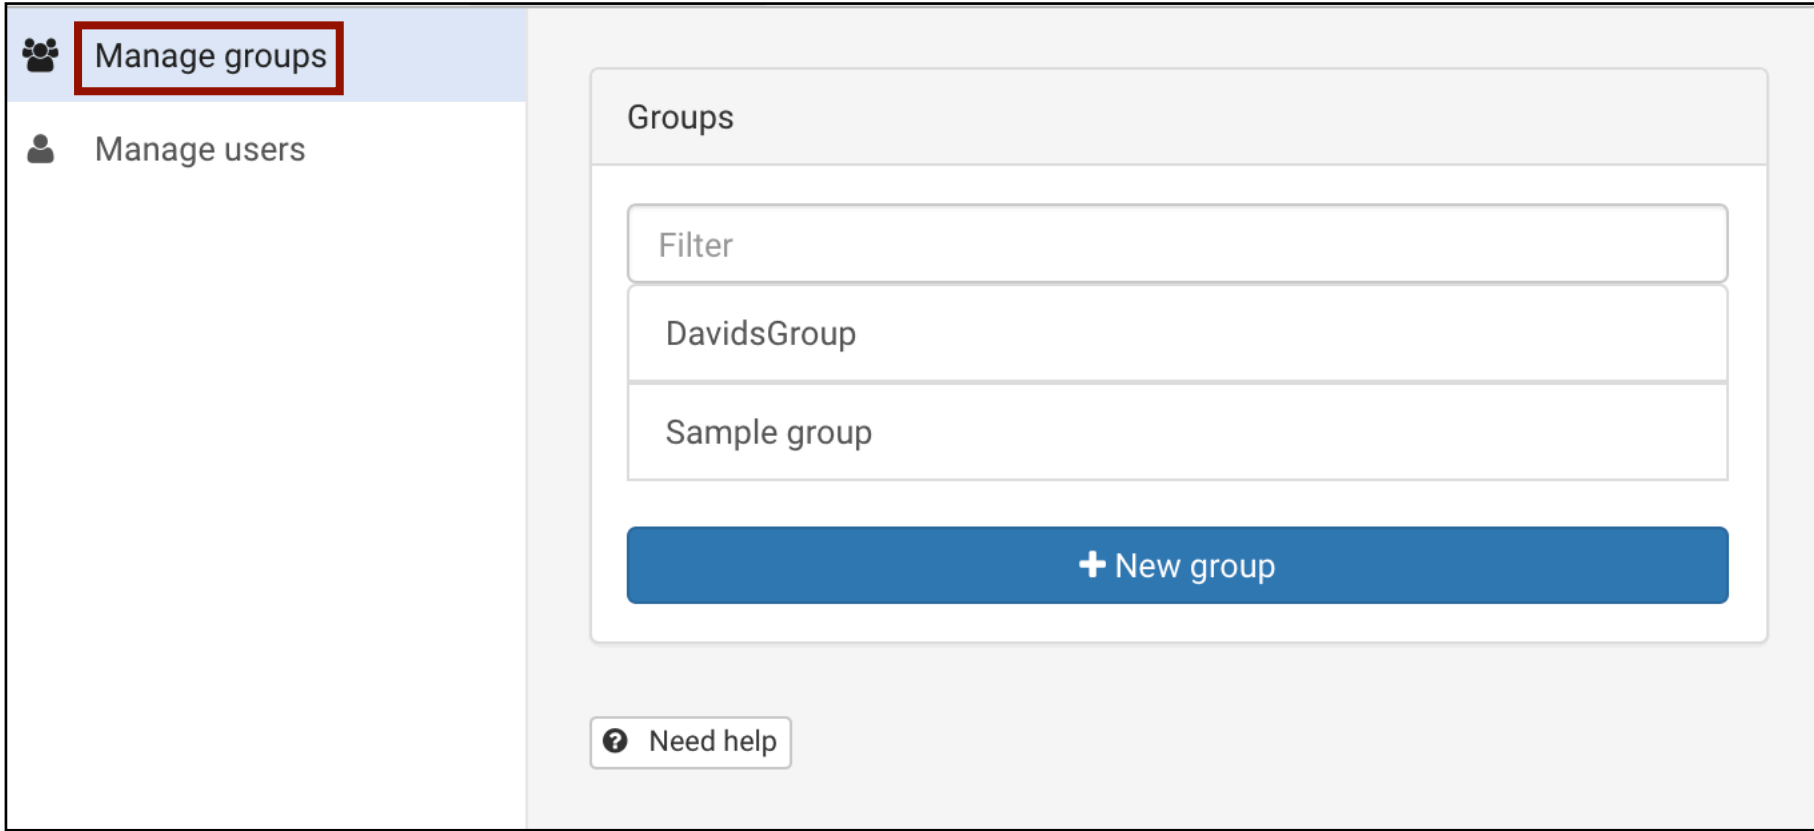 Manage groups
Manage users
Groups
Filter
DavidsGroup
Sample group
New group
Need help